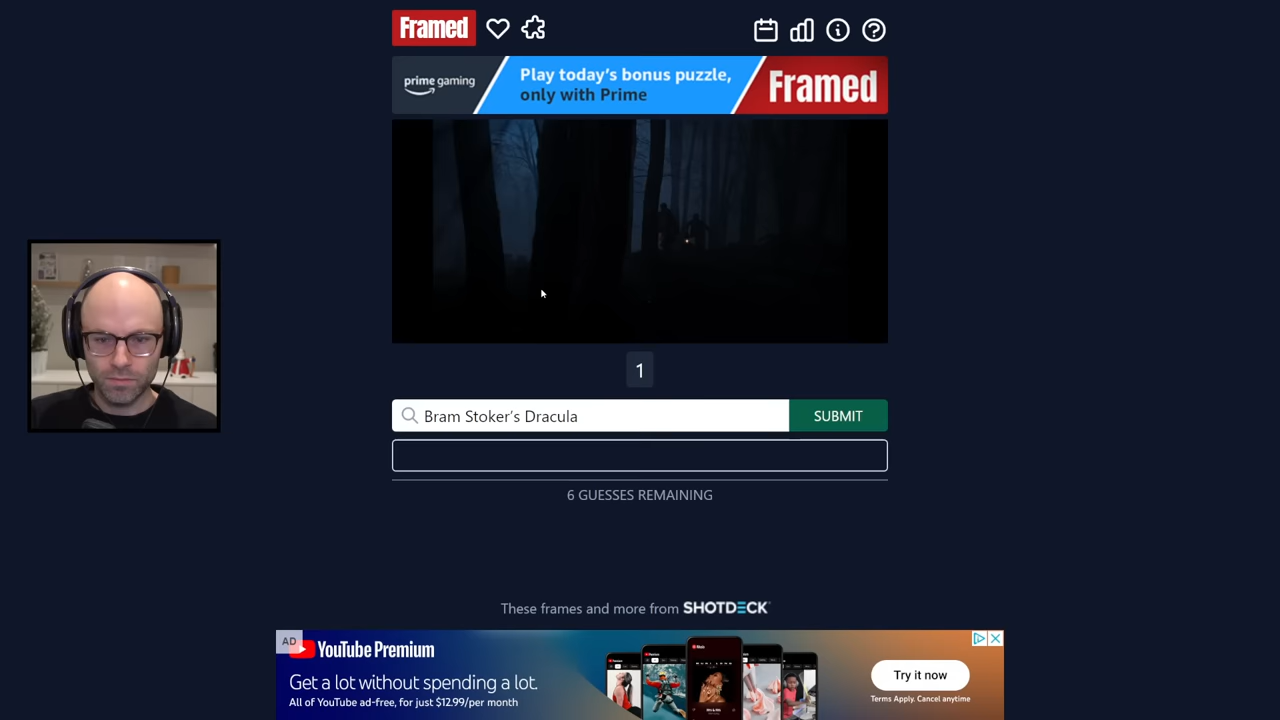 Framed
prime gaming
Play today's bonus puzzle,
only with Prime
Framed
1
Bram Stoker's Dracula
SUBMIT
6 GUESSES REMAINING
These frames and more from SHOTDECK
AD
YouTube Premium
Get a lot without spending a lot.
All of YouTube ad-free, for just $12.99/per month
Try it now
Terms Apply. Cancel anytime